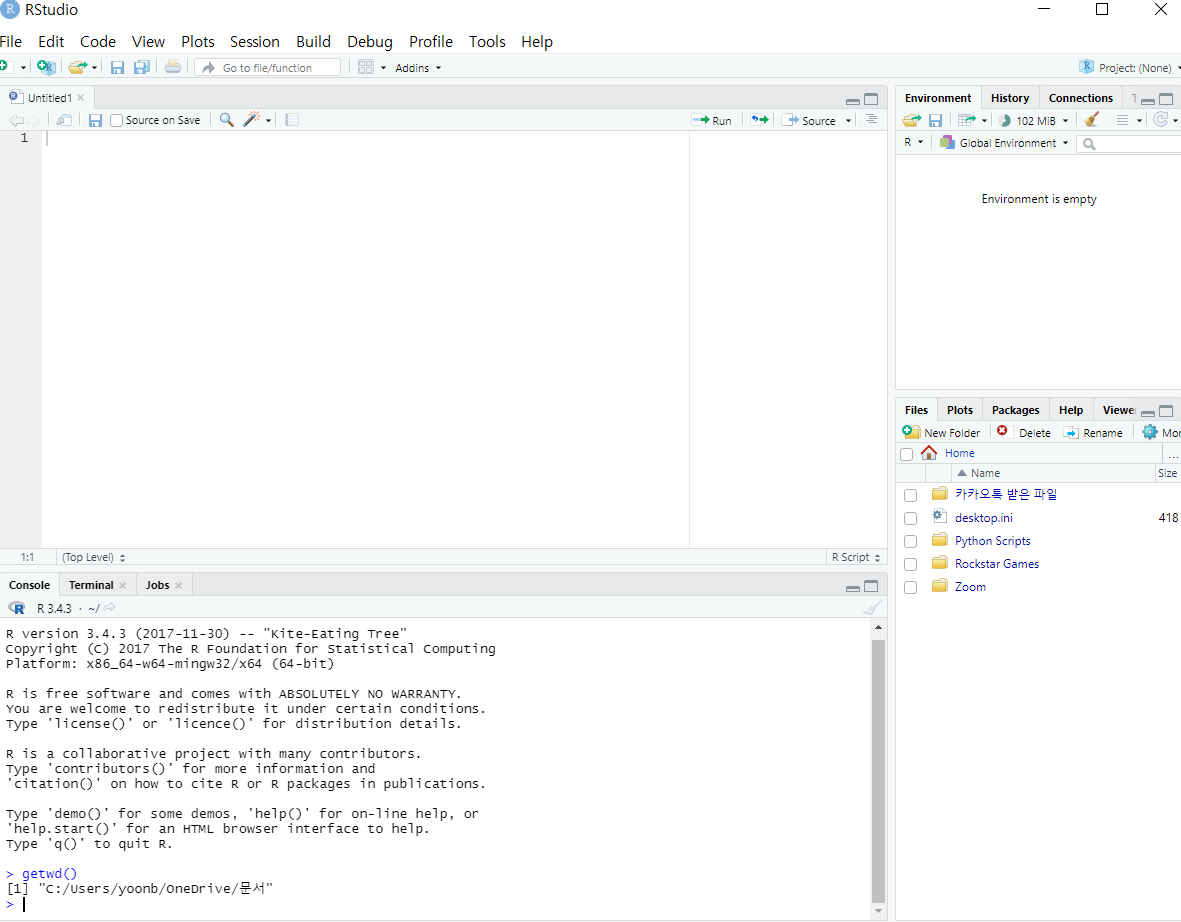 RStudio
File Edit Code View Plots Session Build Debug Profile Tools Help
Go to file/function Addins Project: (None)
Untitled1
Source on Save Run Source
1
1:1 (Top Level) R Script
Console Terminal Jobs
R 3.4.3 · ~/
R version 3.4.3 (2017-11-30) -- "Kite-Eating Tree"
Copyright (C) 2017 The R Foundation for Statistical Computing
Platform: x86_64-w64-mingw32/x64 (64-bit)
R is free software and comes with ABSOLUTELY NO WARRANTY.
You are welcome to redistribute it under certain conditions.
Type 'license()' or 'licence()' for distribution details.
R is a collaborative project with many contributors.
Type 'contributors()' for more information and
'citation()' on how to cite R or R packages in publications.
Type 'demo()' for some demos, 'help()' for on-line help, or
'help.start()' for an HTML browser interface to help.
Type 'q()' to quit R.
> getwd()
[1] "C:/Users/yoonb/OneDrive/문서"
>
Environment History Connections
102 MiB
R Global Environment
Environment is empty
Files Plots Packages Help Viewe
New Folder Delete Rename Mor
Home ...
Name Size
카카오톡 받은 파일
desktop.ini 418
Python Scripts
Rockstar Games
Zoom